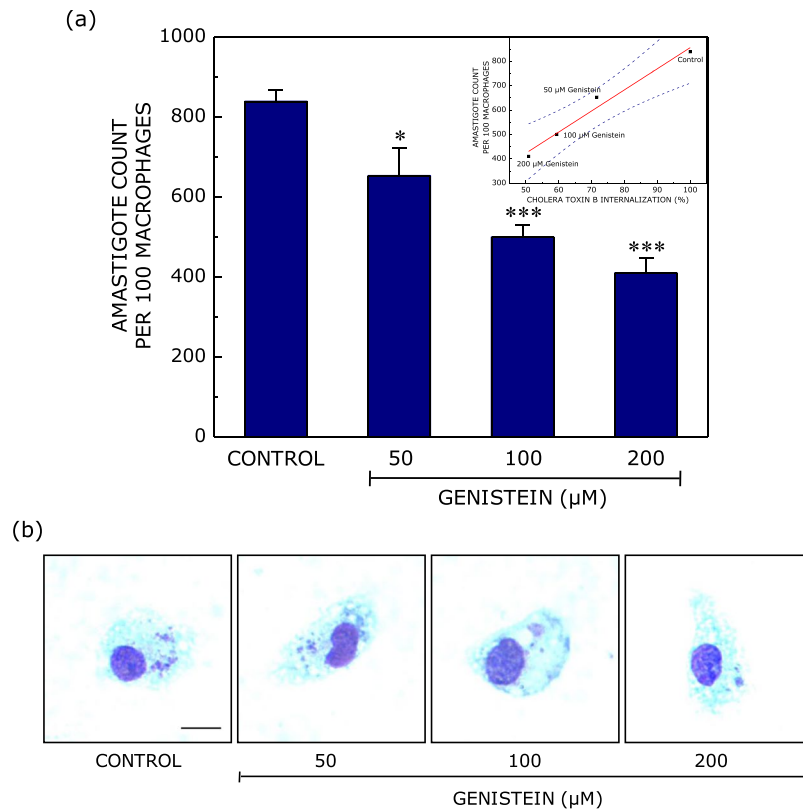 (a)
1000
800
600
400
200
0
AMASTIGOTE COUNT
PER 100 MACROPHAGES
*
***
***
CONTROL
50
100
200
GENISTEIN (µM)
800
700
600
500
400
300
AMASTIGOTE COUNT
PER 100 MACROPHAGES
Control
50 µM Genistein
100 µM Genistein
200 µM Genistein
50
60
70
80
90
100
CHOLERA TOXIN B INTERNALIZATION (%)
(b)
CONTROL
50
100
200
GENISTEIN (µM)